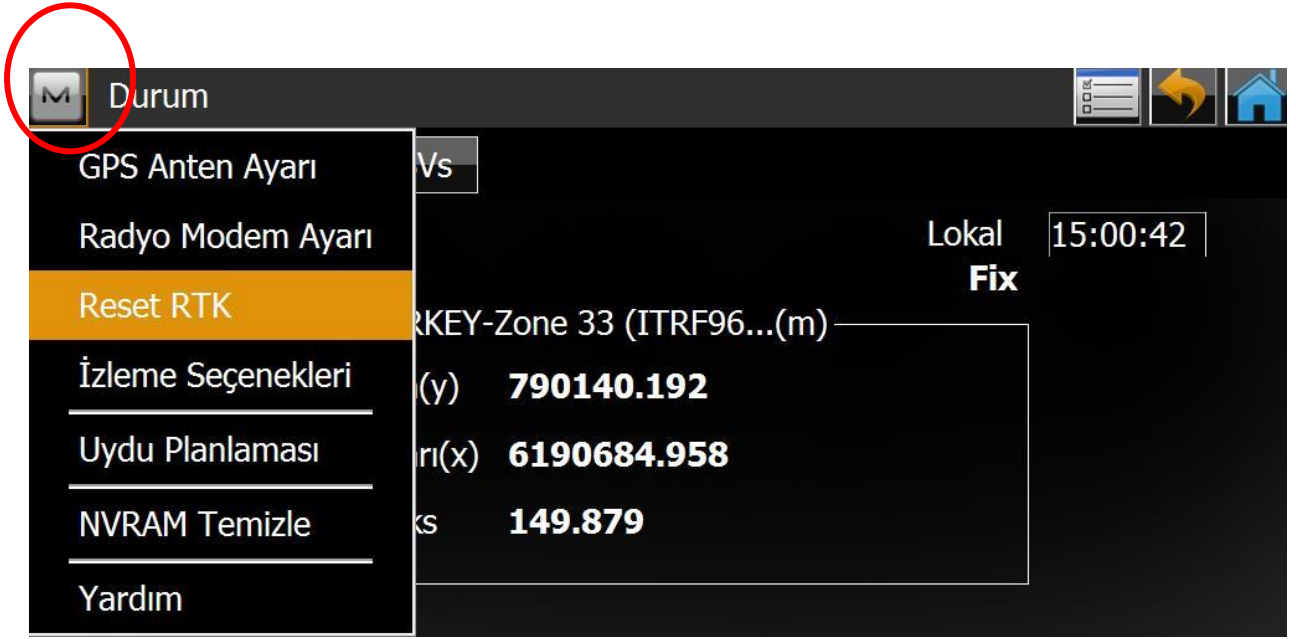 M Durum
GPS Anten Ayarı
Vs
Radyo Modem Ayarı
Lokal 15:00:42
Fix
Reset RTK
RKEY-Zone 33 (ITRF96...(m)
İzleme Seçenekleri
(y) 790140.192
Uydu Planlaması
rı(x) 6190684.958
NVRAM Temizle
ks 149.879
Yardım